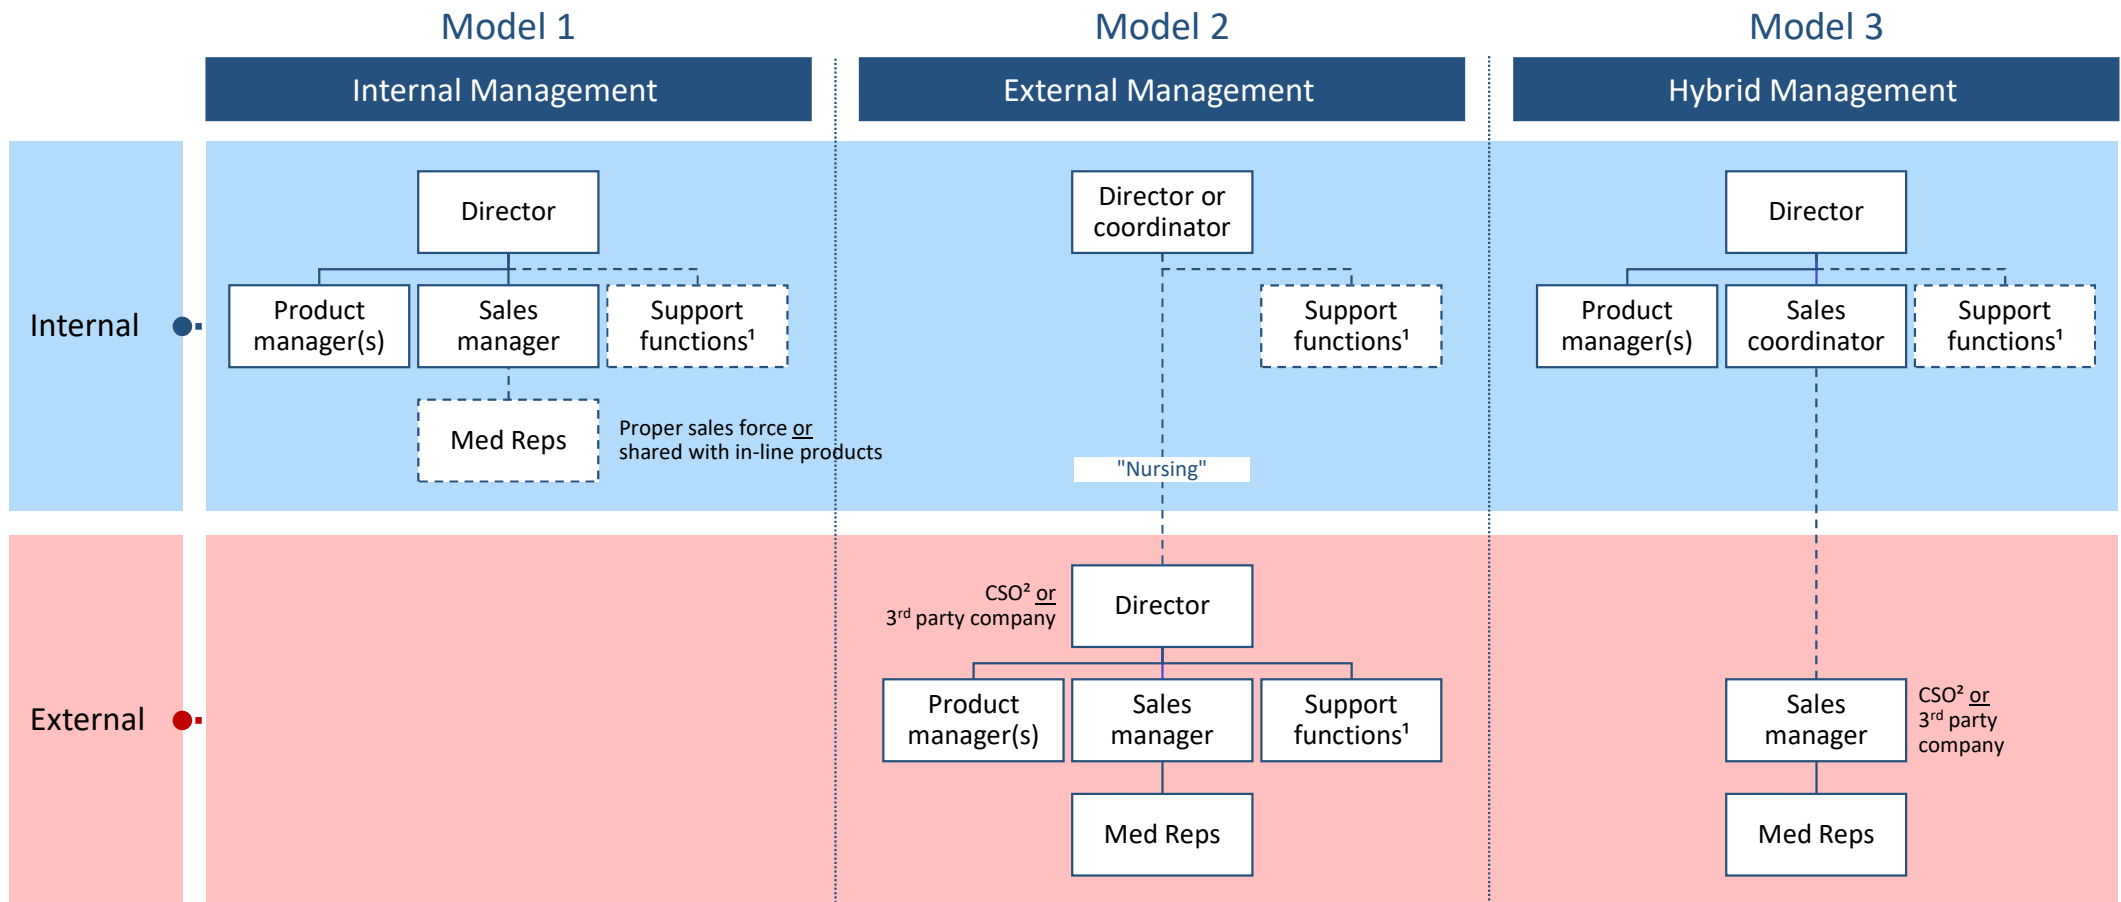 Model 1
Model 2
Model 3
Internal Management
External Management
Hybrid Management
Internal
Director
Product
manager(s)
Sales
manager
Support
functions¹
Med Reps
Proper sales force or
shared with in-line products
Director or
coordinator
Support
functions¹
"Nursing"
Director
Product
manager(s)
Sales
coordinator
Support
functions¹
External
CSO² or
3rd party company
Director
Product
manager(s)
Sales
manager
Support
functions¹
Med Reps
Sales
manager
CSO² or
3rd party
company
Med Reps